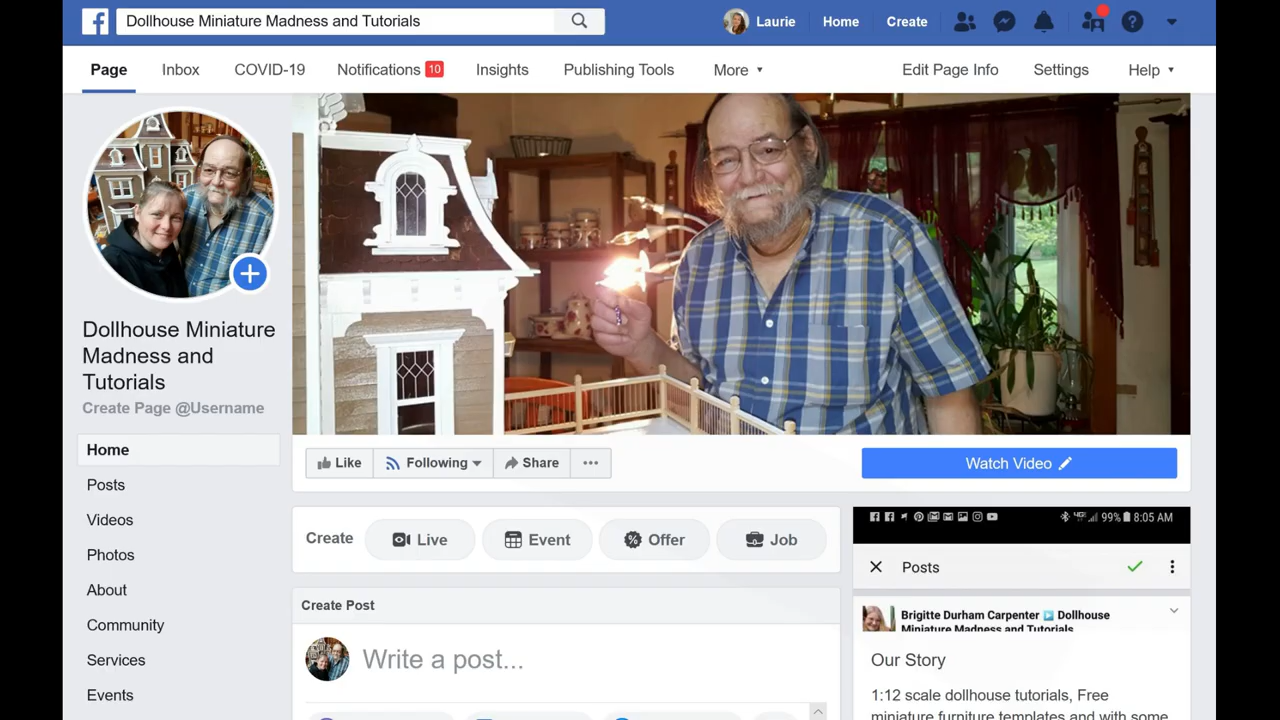 Dollhouse Miniature Madness and Tutorials
Laurie Home Create
Page Inbox COVID-19 Notifications 10 Insights Publishing Tools More Edit Page Info Settings Help
Dollhouse Miniature
Madness and
Tutorials
Create Page @Username
Home
Posts
Videos
Photos
About
Community
Services
Events
Like Following Share ...
Watch Video
Create Live Event Offer Job
Create Post
Write a post...
99% 8:05 AM
Posts
Brigitte Durham Carpenter Dollhouse
Miniature Madness and Tutorials
Our Story
1:12 scale dollhouse tutorials, Free
miniature furniture templates and with some